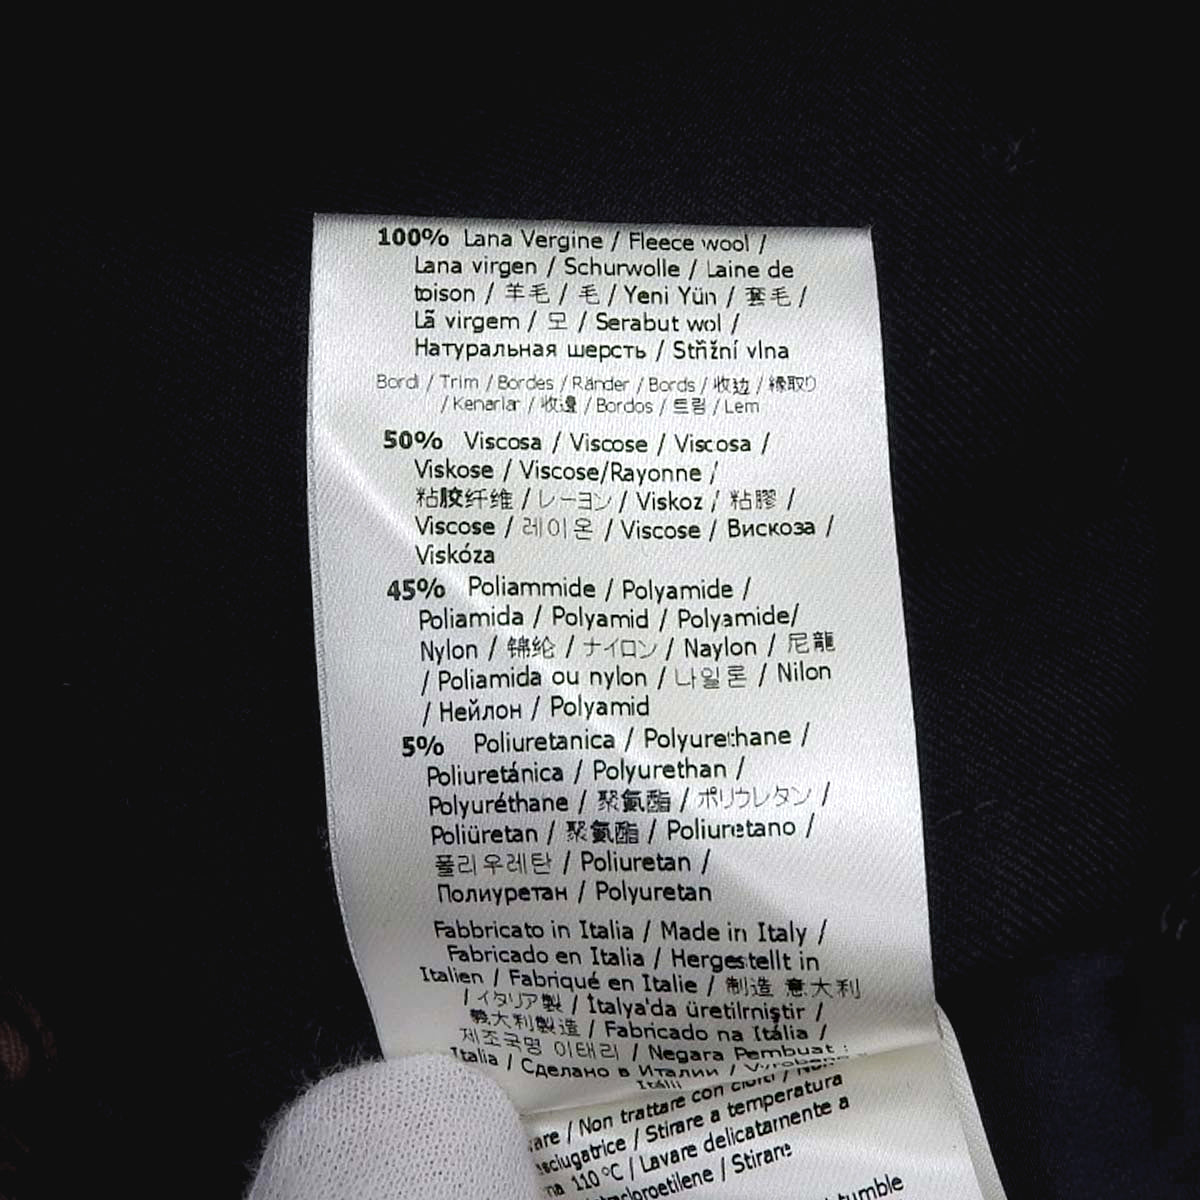 100% Lana Vergine / Fleece wool /
Lana virgen / Schurwolle / Laine de
toison / 羊毛 / 毛 / Yeni Yün / 套毛 /
Lã virgem / 모 / Serabut wol /
Натуральная шерсть / Střižní vlna
Bordi / Trim / Bordes / Ränder / Bords / 收边 / 縁取り
/ Kenarlar / 收邊 / Bordos / 트림 / Lem
50% Viscosa / Viscose / Viscosa /
Viskose / Viscose/Rayonne /
粘胶纤维 / レーヨン / Viskoz / 粘膠 /
Viscose / 레이온 / Viscose / Вискоза /
Viskóza
45% Poliammide / Polyamide /
Poliamida / Polyamid / Polyamide/
Nylon / 锦纶 / ナイロン / Naylon / 尼龍
/ Poliamida ou nylon / 나일론 / Nilon
/ Нейлон / Polyamid
5% Poliuretanica / Polyurethane /
Poliuretánica / Polyurethan /
Polyuréthane / 聚氨酯 / ポリウレタン /
Poliüretan / 聚氨酯 / Poliuretano /
폴리우레탄 / Poliuretan /
Полиуретан / Polyuretan
Fabbricato in Italia / Made in Italy /
Fabricado en Italia / Hergestellt in
Italien / Fabriqué en Italie / 制造 意大利
/ イタリア製 / İtalya'da üretilmiştir /
義大利製造 / Fabricado na Itália /
제조국명 이태리 / Negara Pembuat :
Italia / Сделано в Италии / Vyrobeno v
Itálii
/ Non trattare con cloro /
/ Stirare a temperatura
110 °C / Lavare delicatamente a
/ Stirare
tumble